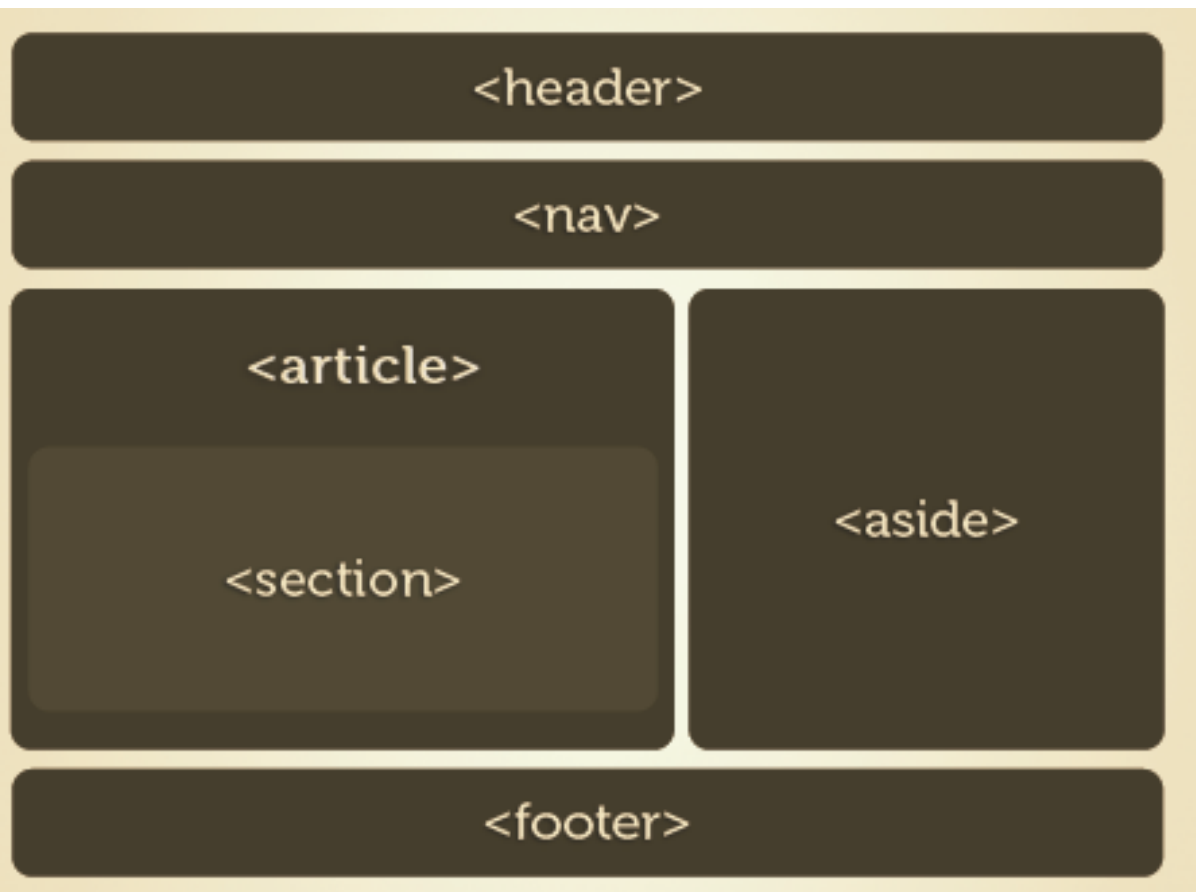 <header>
<nav>
<article>
<section>
<aside>
<footer>